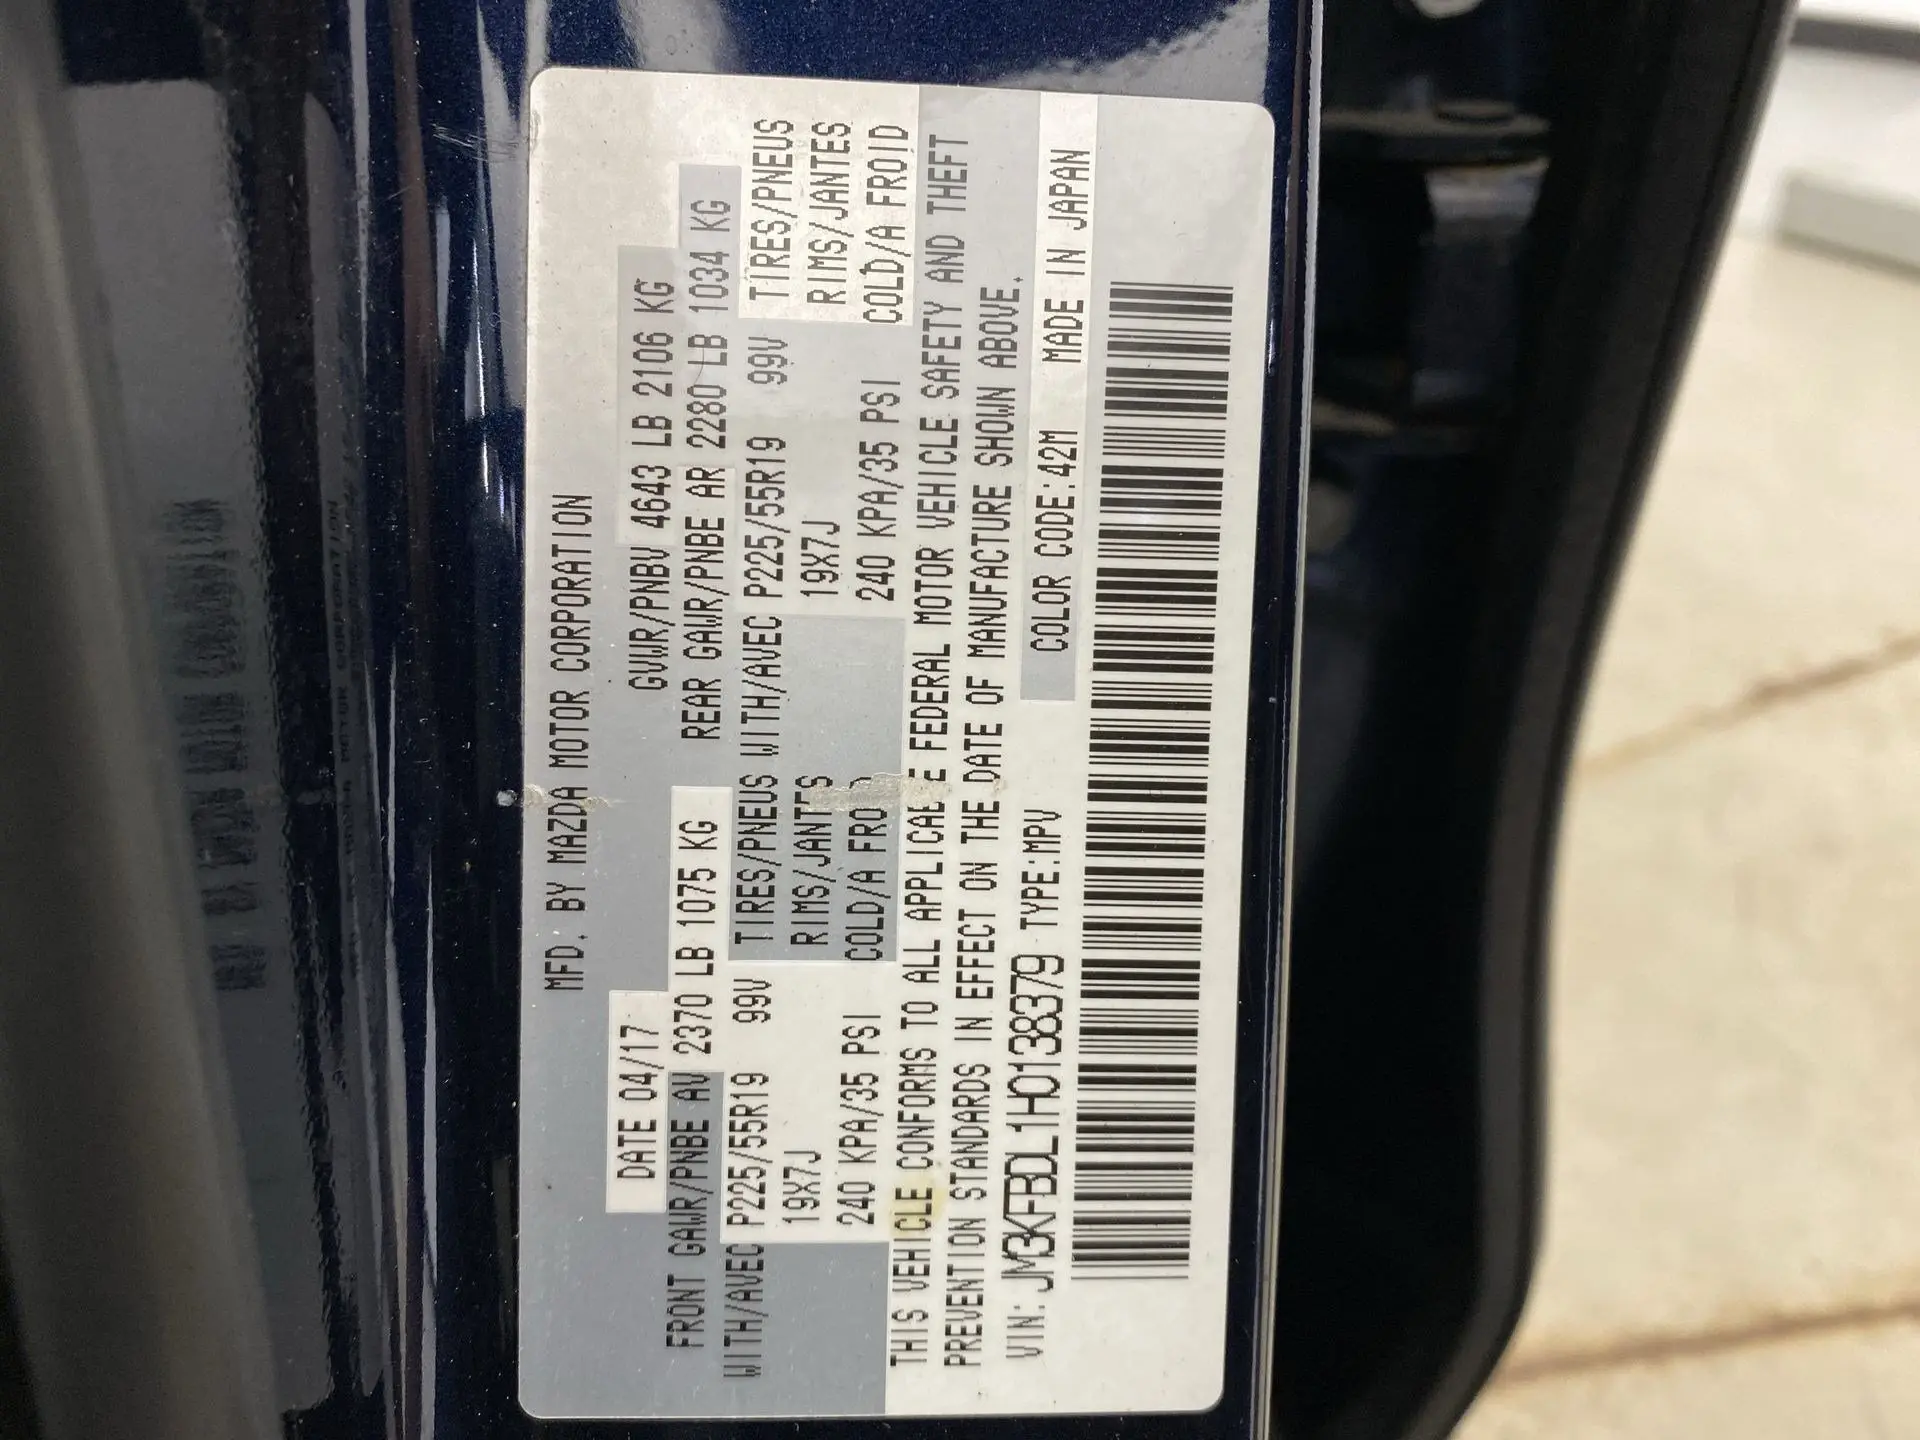 MFD. BY MAZDA MOTOR CORPORATION
DATE 04/17 GVWR/PNBV 4643 LB 2106 KG
FRONT GAWR/PNBE AV 2370 LB 1075 KG REAR GAWR/PNBE AR 2280 LB 1034 KG
WITH/AVEC P225/55R19 99V TIRES/PNEUS WITH/AVEC P225/55R19 99V TIRES/PNEUS
19X7J RIMS/JANTES 19X7J RIMS/JANTES
240 KPA/35 PSI COLD/A FRO 240 KPA/35 PSI COLD/A FROID
THIS VEHICLE CONFORMS TO ALL APPLICABLE FEDERAL MOTOR VEHICLE SAFETY AND THEFT
PREVENTION STANDARDS IN EFFECT ON THE DATE OF MANUFACTURE SHOWN ABOVE.
VIN: JM3KFBDL1H0138379 TYPE:MPV COLOR CODE:42M MADE IN JAPAN